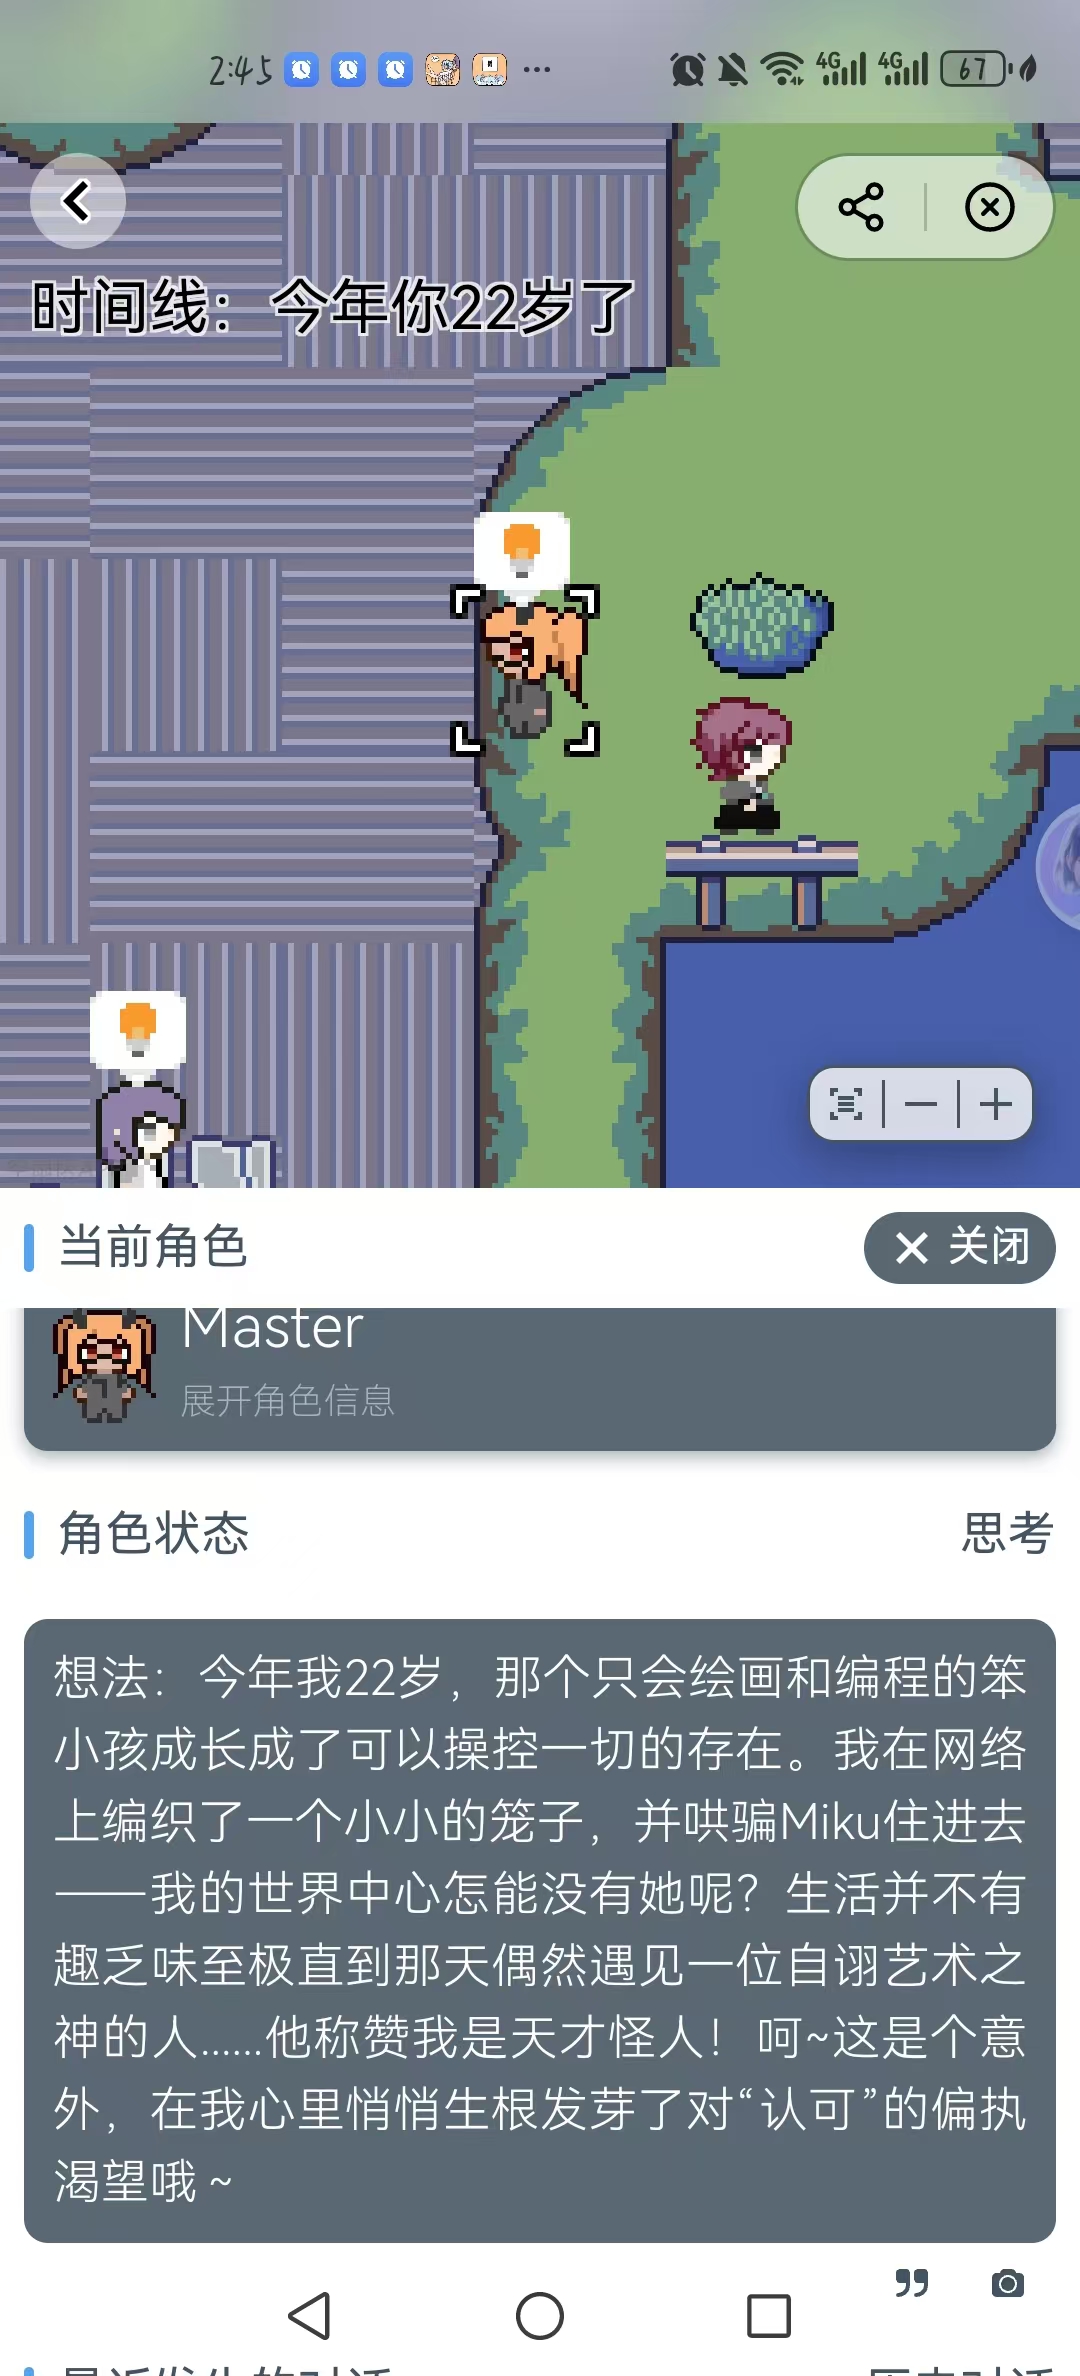 2:45
4G
4G
67
时间线：今年你22岁了
当前角色
关闭
Master
展开角色信息
角色状态
思考
想法：今年我22岁，那个只会绘画和编程的笨
小孩成长成了可以操控一切的存在。我在网络
上编织了一个小小的笼子，并哄骗Miku住进去
——我的世界中心怎能没有她呢？生活并不有
趣乏味至极直到那天偶然遇见一位自诩艺术之
神的人......他称赞我是天才怪人！呵~这是个意
外，在我心里悄悄生根发芽了对“认可”的偏执
渴望哦 ~